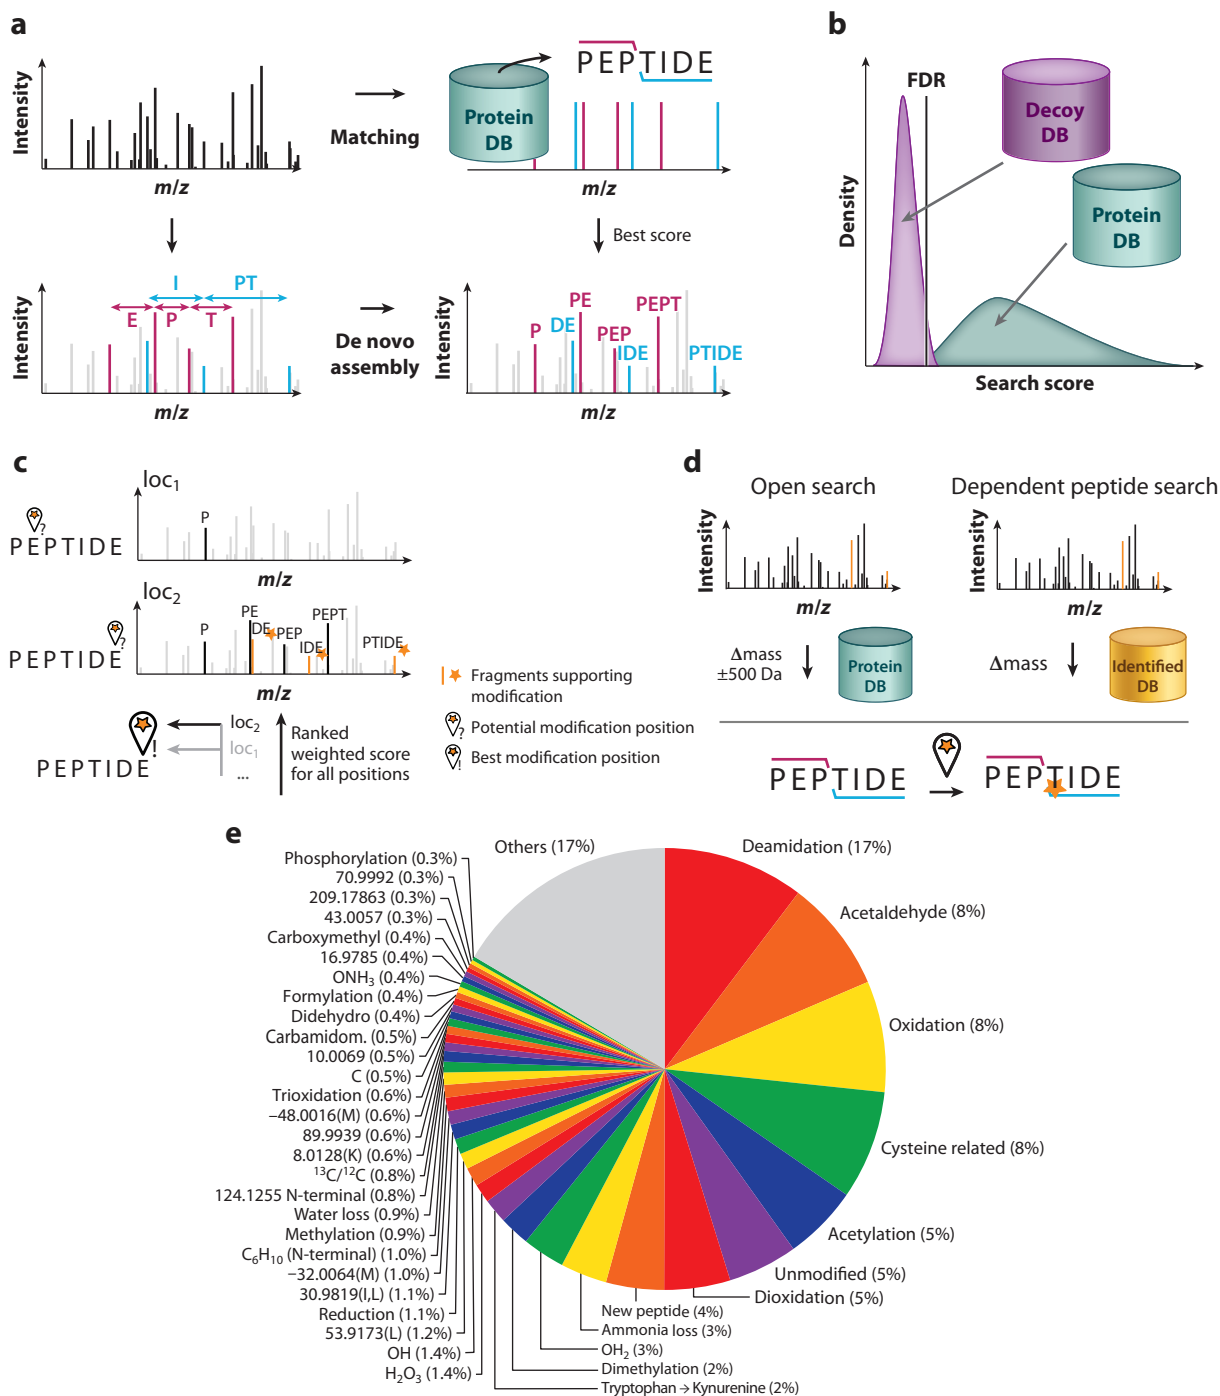 a
Intensity
m/z
Matching
Protein
DB
PEPTIDE
m/z
Best score
Intensity
E
P
T
I
PT
m/z
De novo
assembly
Intensity
P
DE
PE
PEP
IDE
PEPT
PTIDE
m/z
b
Density
FDR
Decoy
DB
Protein
DB
Search score
c
loc₁
P
?
PEPTIDE
m/z
loc₂
P
PE
DE
PEP
IDE
PEPT
PTIDE
?
PEPTIDE
m/z
!
PEPTIDE
loc₂
loc₁
...
Ranked
weighted score
for all positions
Fragments supporting
modification
? Potential modification position
! Best modification position
d
Open search
Intensity
m/z
Δmass
±500 Da
Protein
DB
Dependent peptide search
Intensity
m/z
Δmass
Identified
DB
PEPTIDE
PEPTIDE
e
Others (17%)
Deamidation (17%)
Acetaldehyde (8%)
Oxidation (8%)
Cysteine related (8%)
Acetylation (5%)
Unmodified (5%)
Dioxidation (5%)
New peptide (4%)
Ammonia loss (3%)
OH₂ (3%)
Dimethylation (2%)
Tryptophan → Kynurenine (2%)
Phosphorylation (0.3%)
70.9992 (0.3%)
209.17863 (0.3%)
43.0057 (0.3%)
Carboxymethyl (0.4%)
16.9785 (0.4%)
ONH₃ (0.4%)
Formylation (0.4%)
Didehydro (0.4%)
Carbamidom. (0.5%)
10.0069 (0.5%)
C (0.5%)
Trioxidation (0.6%)
−48.0016(M) (0.6%)
89.9939 (0.6%)
8.0128(K) (0.6%)
¹³C/¹²C (0.8%)
124.1255 N-terminal (0.8%)
Water loss (0.9%)
Methylation (0.9%)
C₆H₁₀ (N-terminal) (1.0%)
−32.0064(M) (1.0%)
30.9819(I,L) (1.1%)
Reduction (1.1%)
53.9173(L) (1.2%)
OH (1.4%)
H₂O₃ (1.4%)